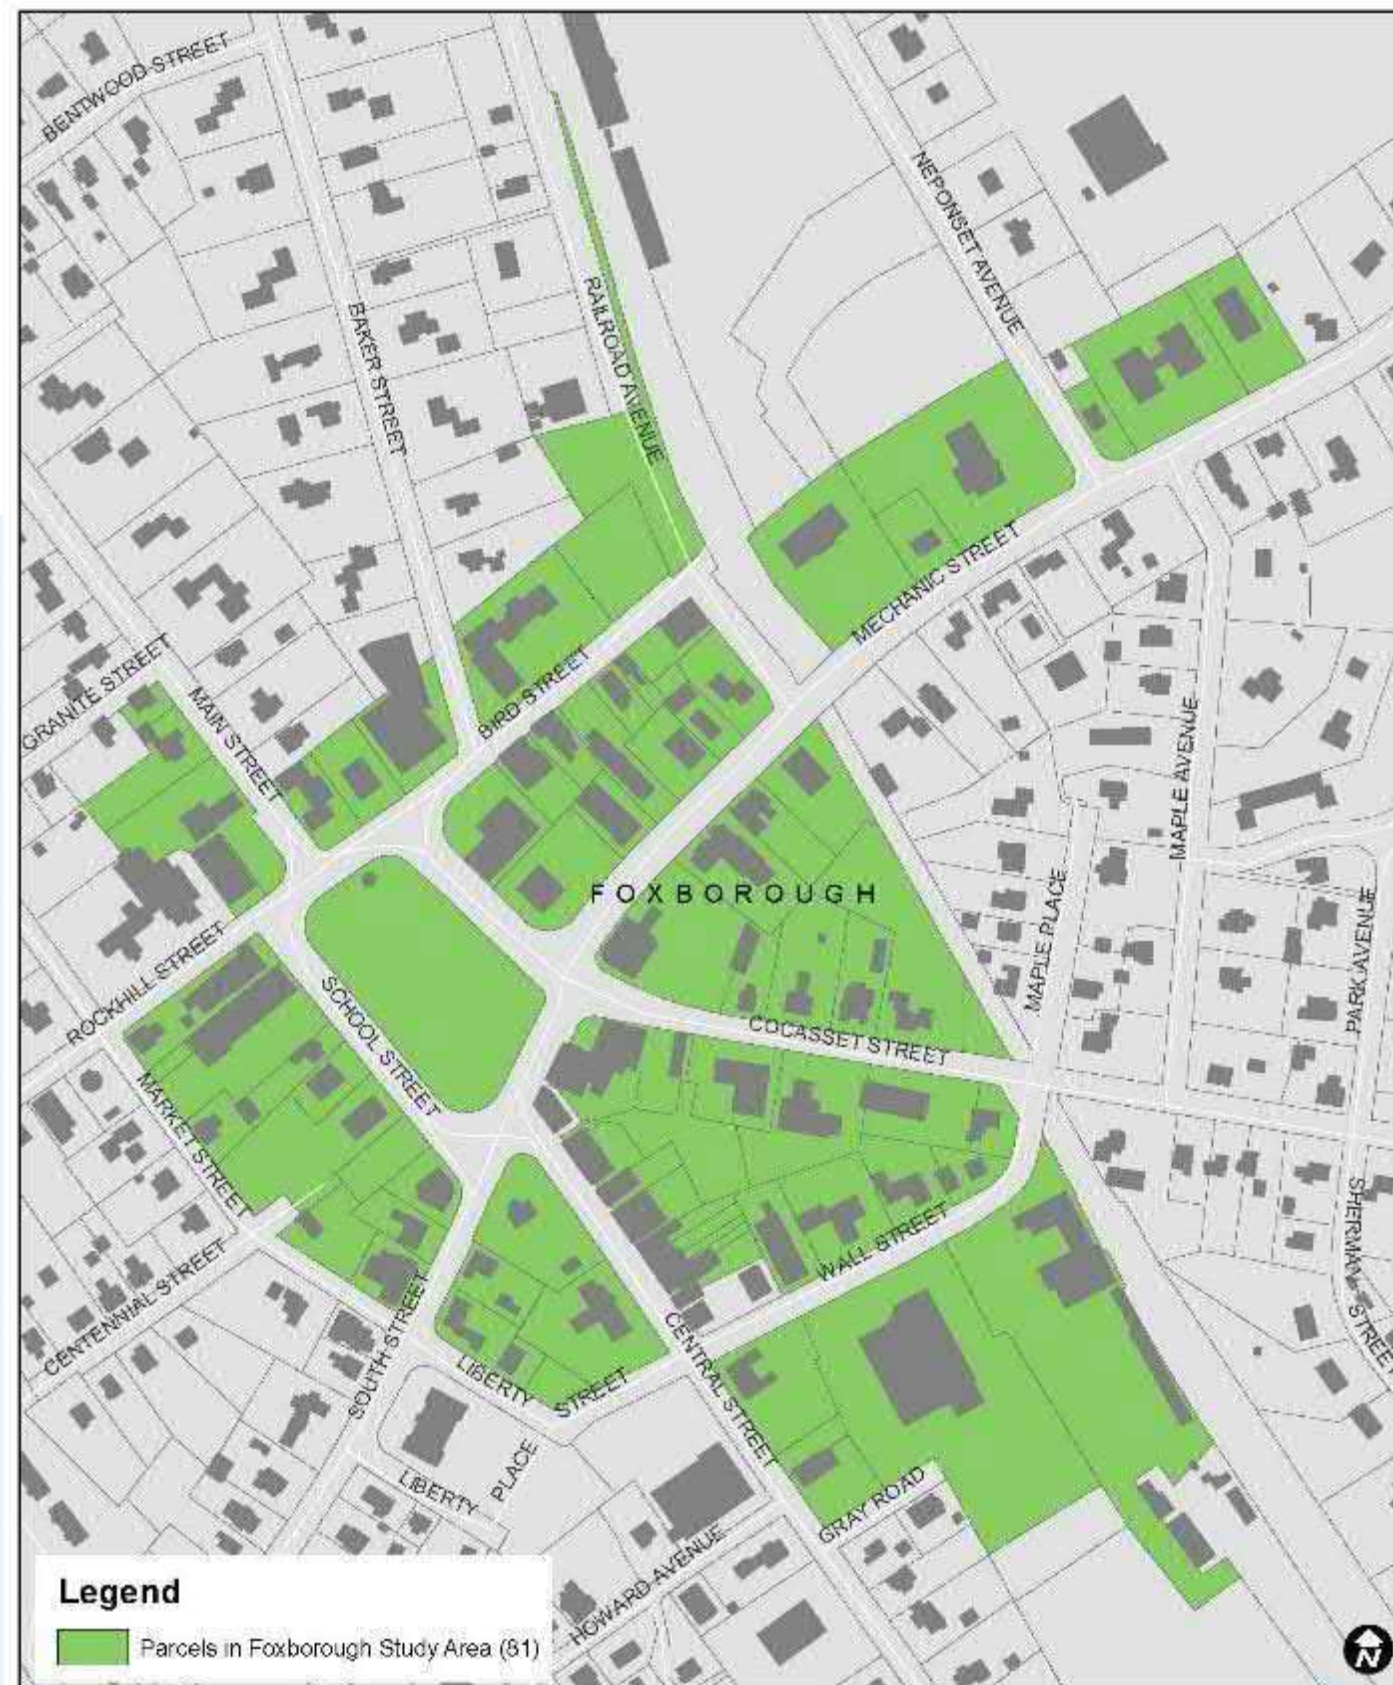 BENTWOOD STREET
NEPONSET AVENUE
RAILROAD AVENUE
BAKER STREET
MECHANIC STREET
GRANITE STREET
MAIN STREET
BIRD STREET
MAPLE AVENUE
FOXBOROUGH
MAPLE PLACE
PARK AVENUE
ROCKHILL STREET
SCHOOL STREET
COCASSET STREET
MARKET STREET
WALL STREET
SHERMAN STREET
CENTENNIAL STREET
SOUTH STREET
CENTRAL STREET
LIBERTY STREET
LIBERTY PLACE
GRAY ROAD
HOWARD AVENUE
Legend
Parcels in Foxborough Study Area (81)
N